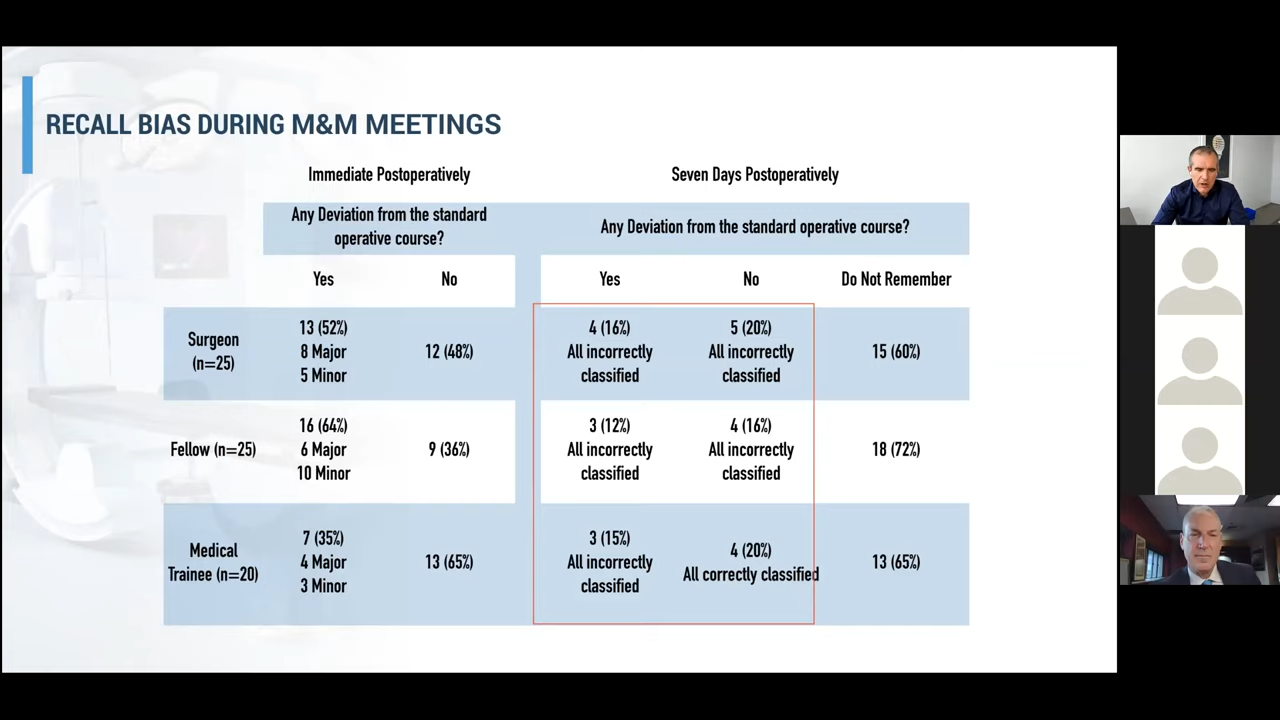 RECALL BIAS DURING M&M MEETINGS
Immediate Postoperatively
Seven Days Postoperatively
Any Deviation from the standard
operative course?
Any Deviation from the standard operative course?
Yes
No
Yes
No
Do Not Remember
Surgeon
(n=25)
13 (52%)
8 Major
5 Minor
12 (48%)
4 (16%)
All incorrectly
classified
5 (20%)
All incorrectly
classified
15 (60%)
Fellow (n=25)
16 (64%)
6 Major
10 Minor
9 (36%)
3 (12%)
All incorrectly
classified
4 (16%)
All incorrectly
classified
18 (72%)
Medical
Trainee (n=20)
7 (35%)
4 Major
3 Minor
13 (65%)
3 (15%)
All incorrectly
classified
4 (20%)
All correctly classified
13 (65%)